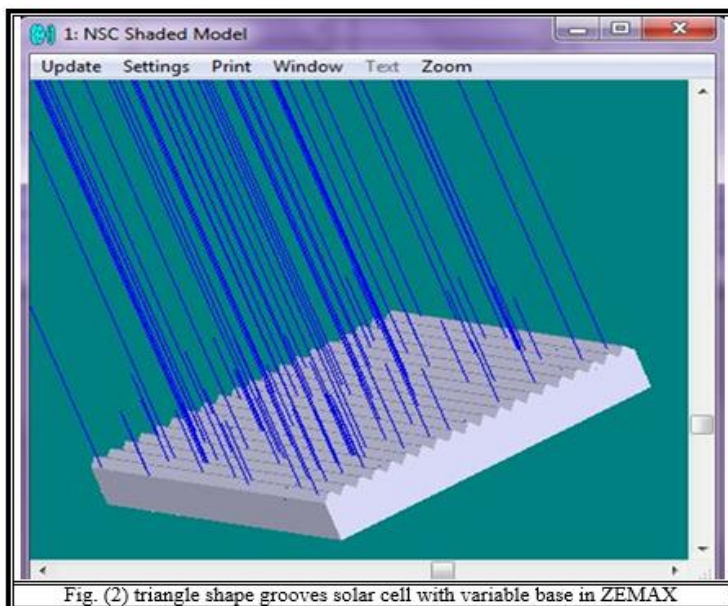 1: NSC Shaded Model
Update Settings Print Window Text Zoom
Fig. (2) triangle shape grooves solar cell with variable base in ZEMAX